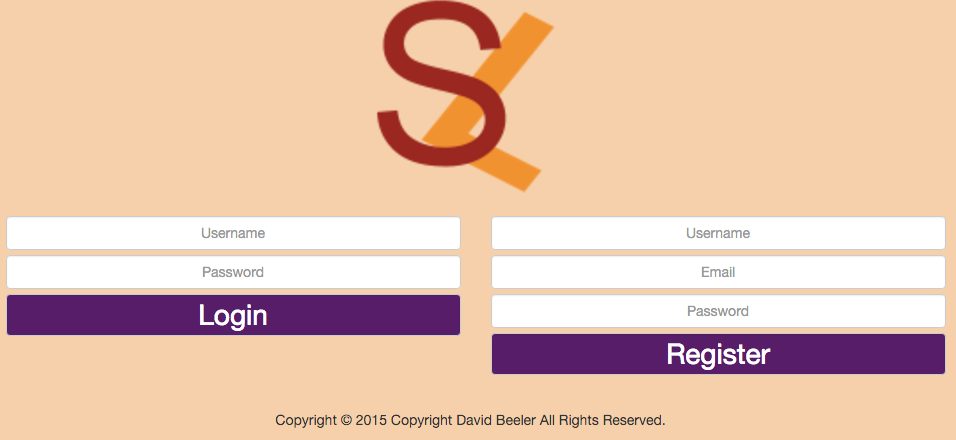 SL
Username
Password
Login
Username
Email
Password
Register
Copyright © 2015 Copyright David Beeler All Rights Reserved.